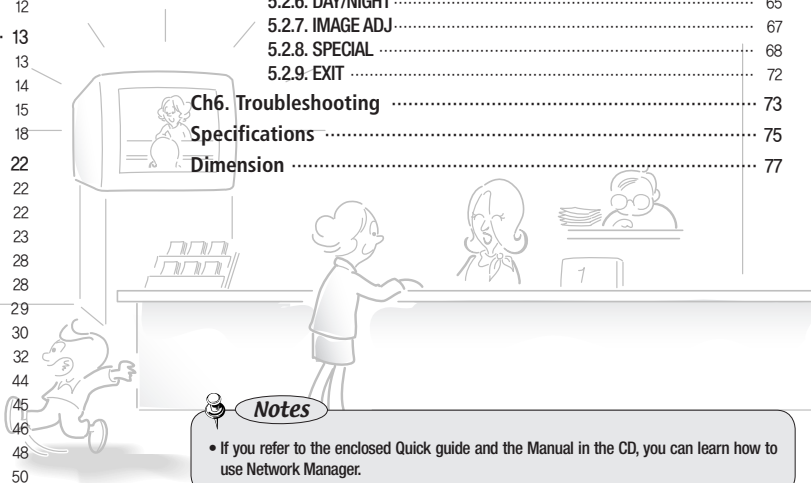 12
13
13
14
15
18
22
22
22
23
28
28
29
30
32
44
45
46
48
50
5.2.6. DAY/NIGHT 65
5.2.7. IMAGE ADJ 67
5.2.8. SPECIAL 68
5.2.9. EXIT 72
Ch6. Troubleshooting 73
Specifications 75
Dimension 77
1
Notes
• If you refer to the enclosed Quick guide and the Manual in the CD, you can learn how to
use Network Manager.